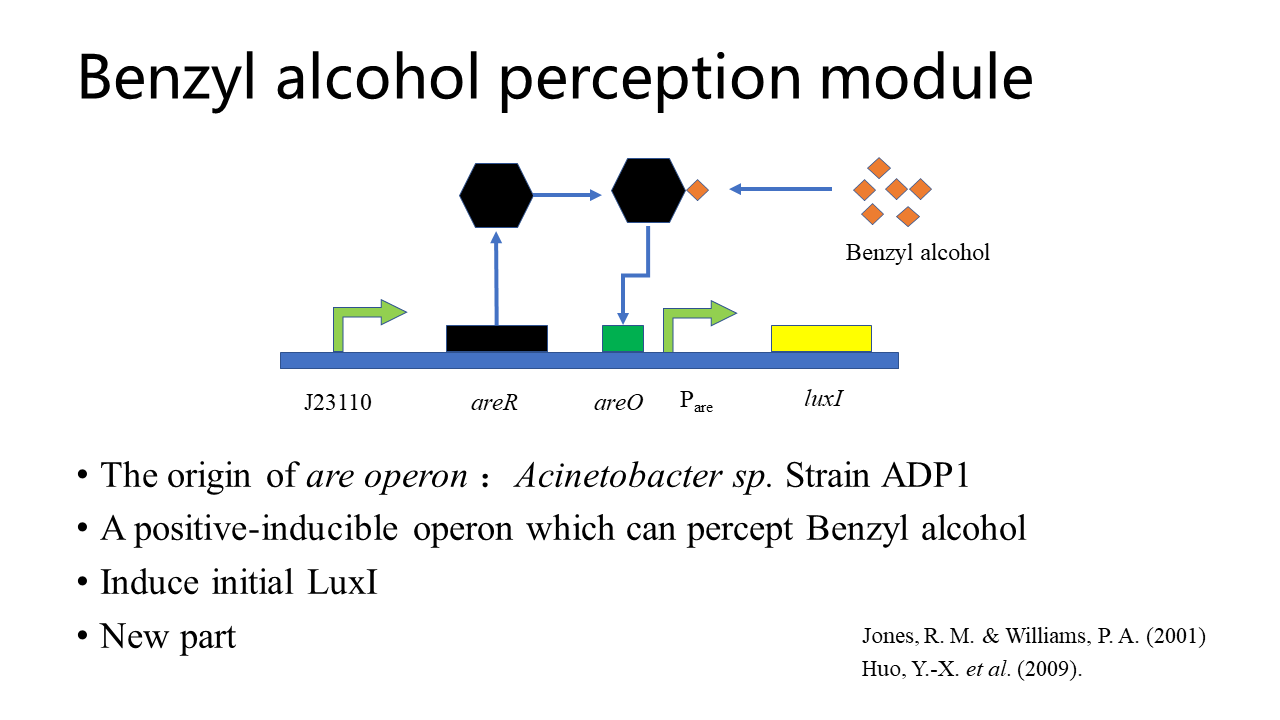 Benzyl alcohol perception module
Benzyl alcohol
J23110 areR areO Pare luxI
• The origin of are operon ： Acinetobacter sp. Strain ADP1
• A positive-inducible operon which can percept Benzyl alcohol
• Induce initial LuxI
• New part
Jones, R. M. & Williams, P. A. (2001)
Huo, Y.-X. et al. (2009).